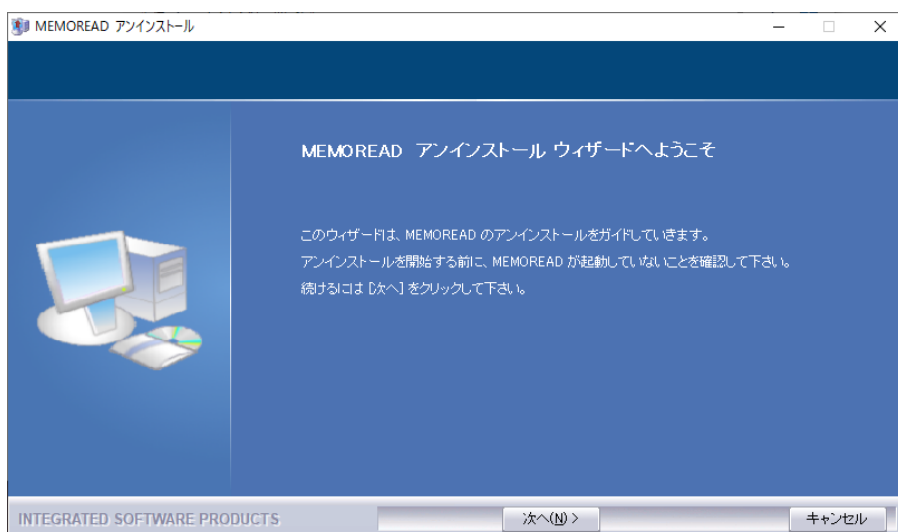 MEMOREAD アンインストール
MEMOREAD アンインストール ウィザードへようこそ
このウィザードは、MEMOREAD のアンインストールをガイドしていきます。
アンインストールを開始する前に、MEMOREAD が起動していないことを確認して下さい。
続けるには [次へ] をクリックして下さい。
INTEGRATED SOFTWARE PRODUCTS
次へ(N) >
キャンセル